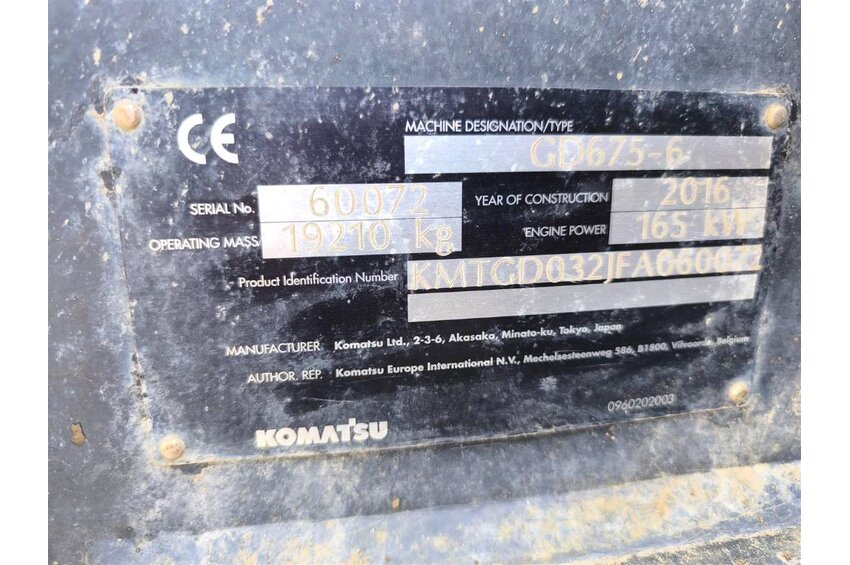 CE
MACHINE DESIGNATION/TYPE
GD675-6
SERIAL No. 60072 YEAR OF CONSTRUCTION 2016
OPERATING MASS 19210 kg ENGINE POWER 165 kW
Product Identification Number KMTGD032JFA060072
MANUFACTURER Komatsu Ltd., 2-3-6, Akasaka, Minato-ku, Tokyo, Japan
AUTHOR. REP. Komatsu Europe International N.V., Mechelsesteenweg 586, B1800, Vilvoorde, Belgium
0960202003
KOMATSU